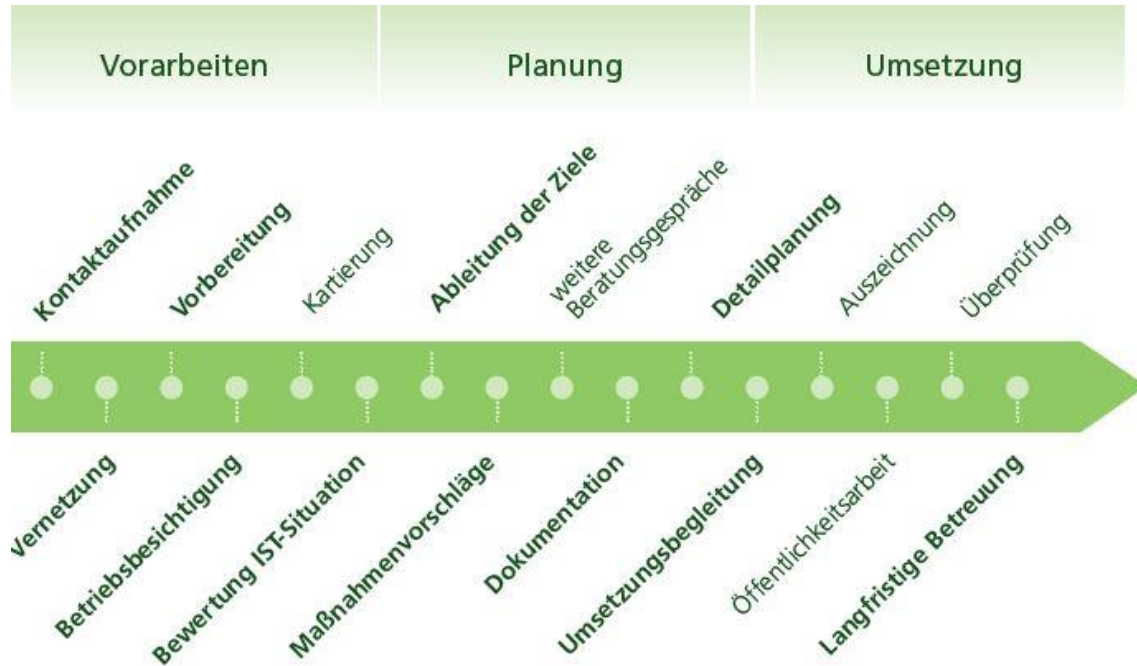 Vorarbeiten
Planung
Umsetzung
Kontaktaufnahme
Vorbereitung
Kartierung
Ableitung der Ziele
weitere
Beratungsgespräche
Detailplanung
Auszeichnung
Überprüfung
Vernetzung
Betriebsbesichtigung
Bewertung IST-Situation
Maßnahmenvorschläge
Dokumentation
Umsetzungsbegleitung
Öffentlichkeitsarbeit
Langfristige Betreuung